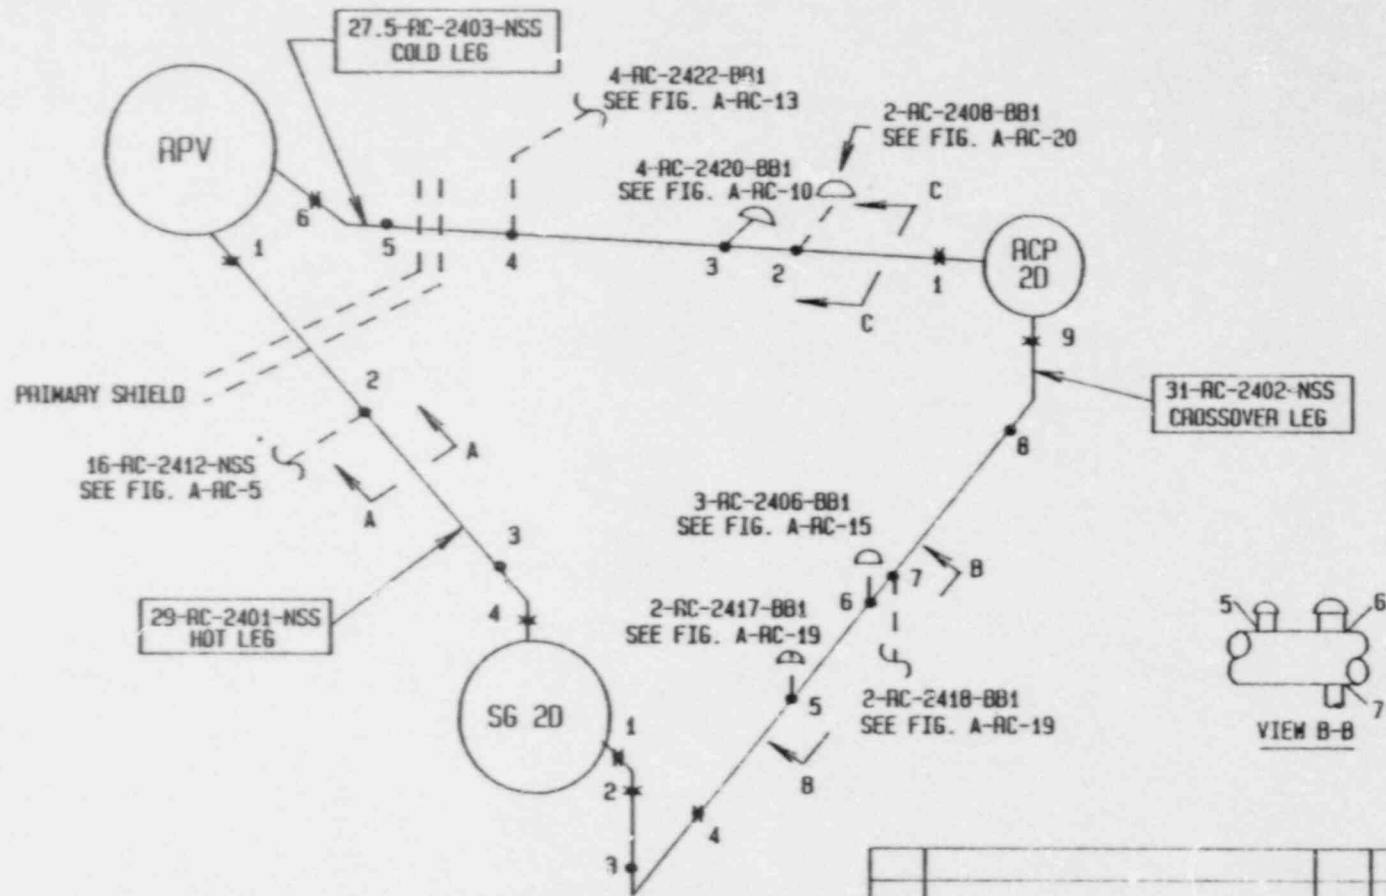 27.5-RC-2403-NSS
COLD LEG
4-RC-2422-BB1
SEE FIG. A-RC-13
2-RC-2408-BB1
SEE FIG. A-RC-20
4-RC-2420-BB1
SEE FIG. A-RC-10
C
RPV
6
5
4
3
2
1
RCP
2D
C
1
9
PRIMARY SHIELD
2
31-RC-2402-NSS
CROSSOVER LEG
A
8
16-RC-2412-NSS
SEE FIG. A-RC-5
A
3-RC-2406-BB1
SEE FIG. A-RC-15
3
7
B
6
29-RC-2401-NSS
HOT LEG
4
2-RC-2417-BB1
SEE FIG. A-RC-19
5
6
SG 2D
5
2-RC-2418-BB1
SEE FIG. A-RC-19
7
VIEW B-B
1
2
B
4
3